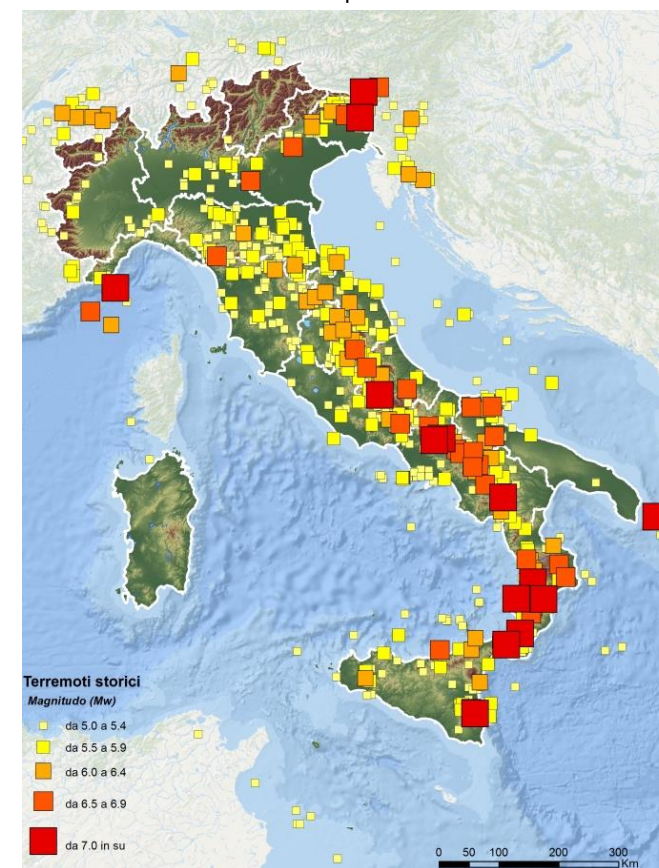 Terremoti storici
Magnitudo (Mw)
da 5.0 a 5.4
da 5.5 a 5.9
da 6.0 a 6.4
da 6.5 a 6.9
da 7.0 in su
0 50 100 200 300
Km